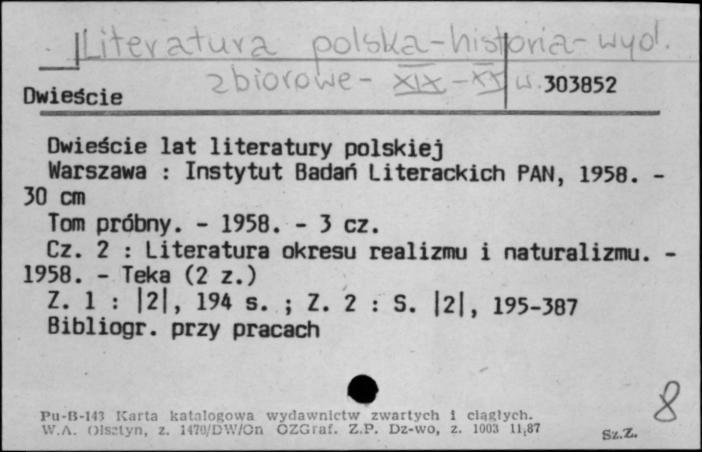 Literatura polska-historia-wyd.
zbiorowe - XIX-XX w. 303852
Dwieście
Dwieście lat literatury polskiej
Warszawa : Instytut Badań Literackich PAN, 1958. -
30 cm
Tom próbny. - 1958. - 3 cz.
Cz. 2 : Literatura okresu realizmu i naturalizmu. -
1958. - Teka (2 z.)
Z. 1 : |2|, 194 s. ; Z. 2 : S. |2|, 195-387
Bibliogr. przy pracach
8
Pu-B-143 Karta katalogowa wydawnictw zwartych i ciągłych.
W.A. Olsztyn, z. 1470/DW/On OZGraf. Z.P. Dz-wo, z. 1003 11.87
Sz.Z.